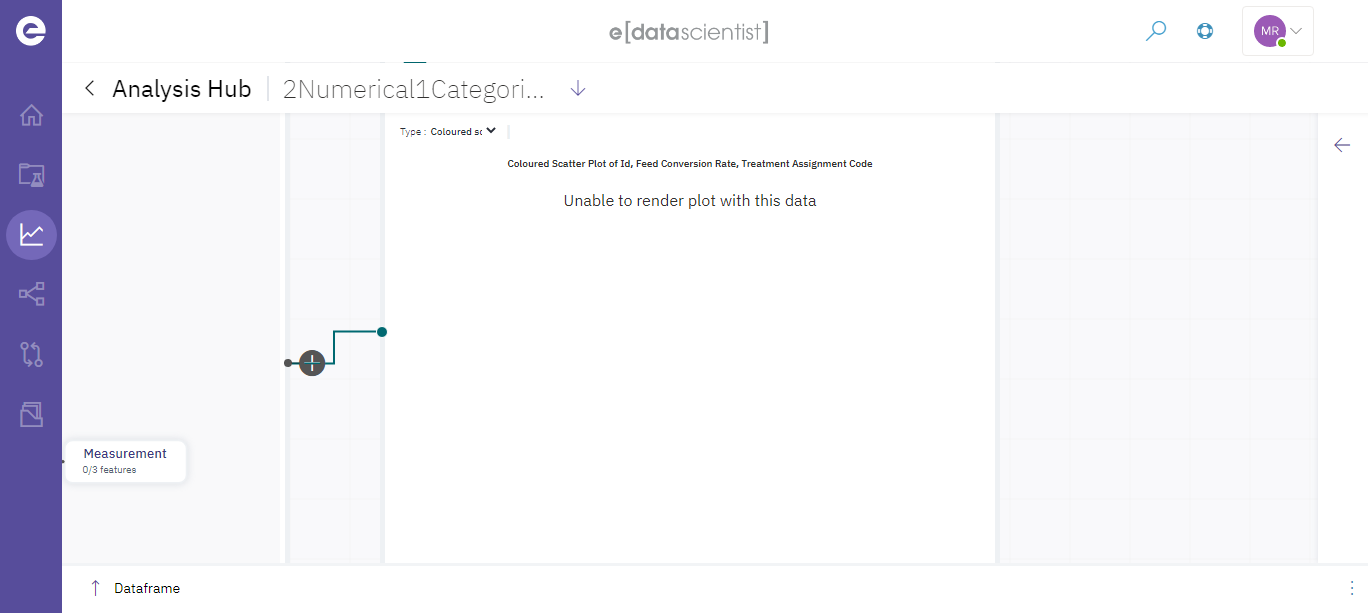 e[datascientist]
MR
Analysis Hub
2Numerical1Categori...
Type : Coloured sc
Coloured Scatter Plot of Id, Feed Conversion Rate, Treatment Assignment Code
Unable to render plot with this data
Measurement
0/3 features
Dataframe